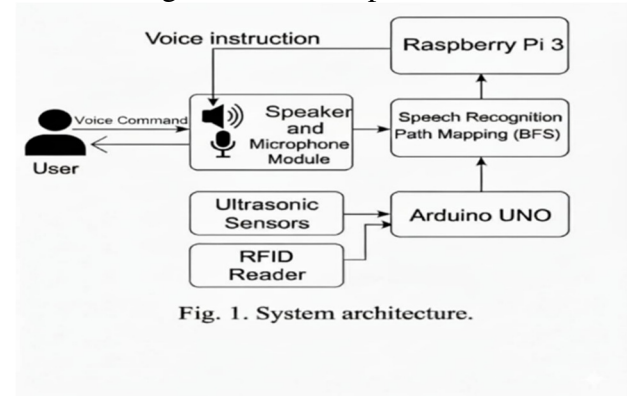 Voice instruction
Raspberry Pi 3
Voice Command
User
Speaker
and
Microphone
Module
Speech Recognition
Path Mapping (BFS)
Ultrasonic
Sensors
Arduino UNO
RFID
Reader
Fig. 1. System architecture.